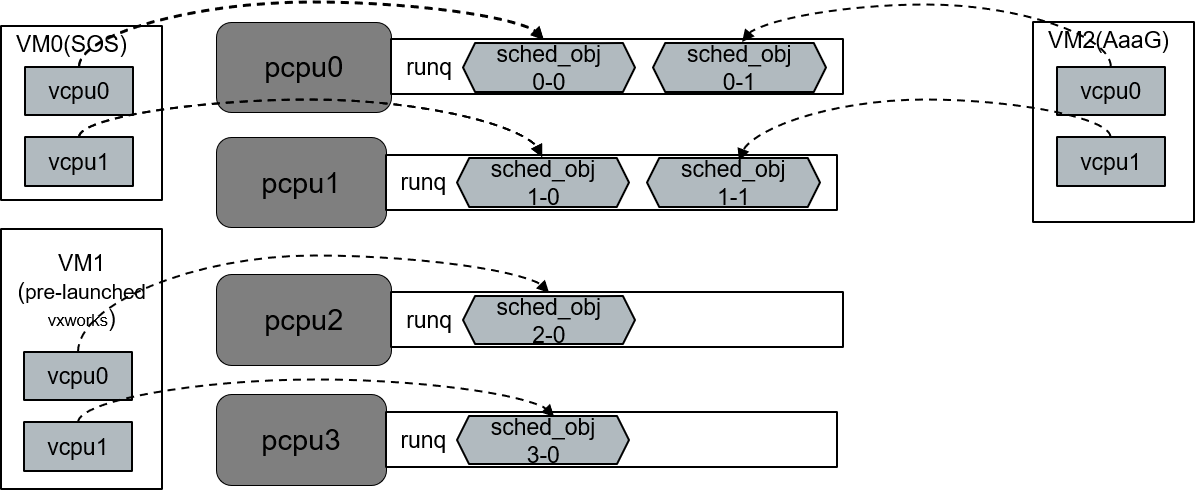 VM0(SOS)
vcpu0
vcpu1
pcpu0
runq
sched_obj
0-0
sched_obj
0-1
VM2(AaaG)
vcpu0
vcpu1
pcpu1
runq
sched_obj
1-0
sched_obj
1-1
VM1
(pre-launched
vxworks)
vcpu0
vcpu1
pcpu2
runq
sched_obj
2-0
pcpu3
runq
sched_obj
3-0